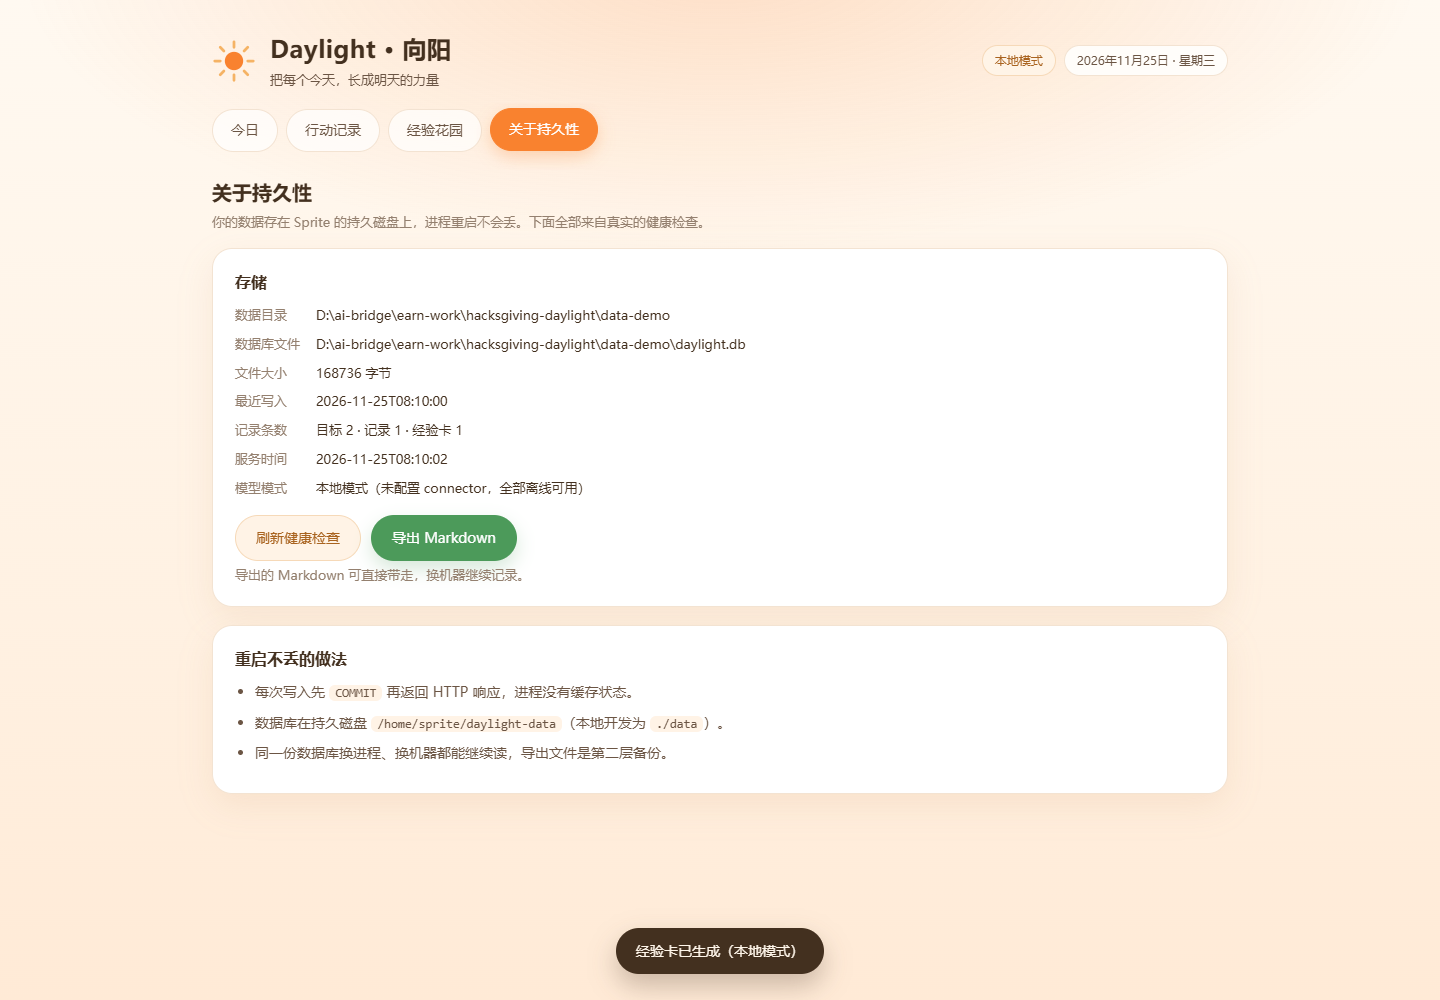 Daylight · 向阳
把每个今天，长成明天的力量
本地模式
2026年11月25日 · 星期三
今日
行动记录
经验花园
关于持久性
关于持久性
你的数据存在 Sprite 的持久磁盘上，进程重启不会丢。下面全部来自真实的健康检查。
存储
数据目录 D:\ai-bridge\earn-work\hacksgiving-daylight\data-demo
数据库文件 D:\ai-bridge\earn-work\hacksgiving-daylight\data-demo\daylight.db
文件大小 168736 字节
最近写入 2026-11-25T08:10:00
记录条数 目标 2 · 记录 1 · 经验卡 1
服务时间 2026-11-25T08:10:02
模型模式 本地模式（未配置 connector，全部离线可用）
刷新健康检查
导出 Markdown
导出的 Markdown 可直接带走，换机器继续记录。
重启不丢的做法
每次写入先 COMMIT 再返回 HTTP 响应，进程没有缓存状态。
数据库在持久磁盘 /home/sprite/daylight-data（本地开发为 ./data）。
同一份数据库换进程、换机器都能继续读，导出文件是第二层备份。
经验卡已生成（本地模式）